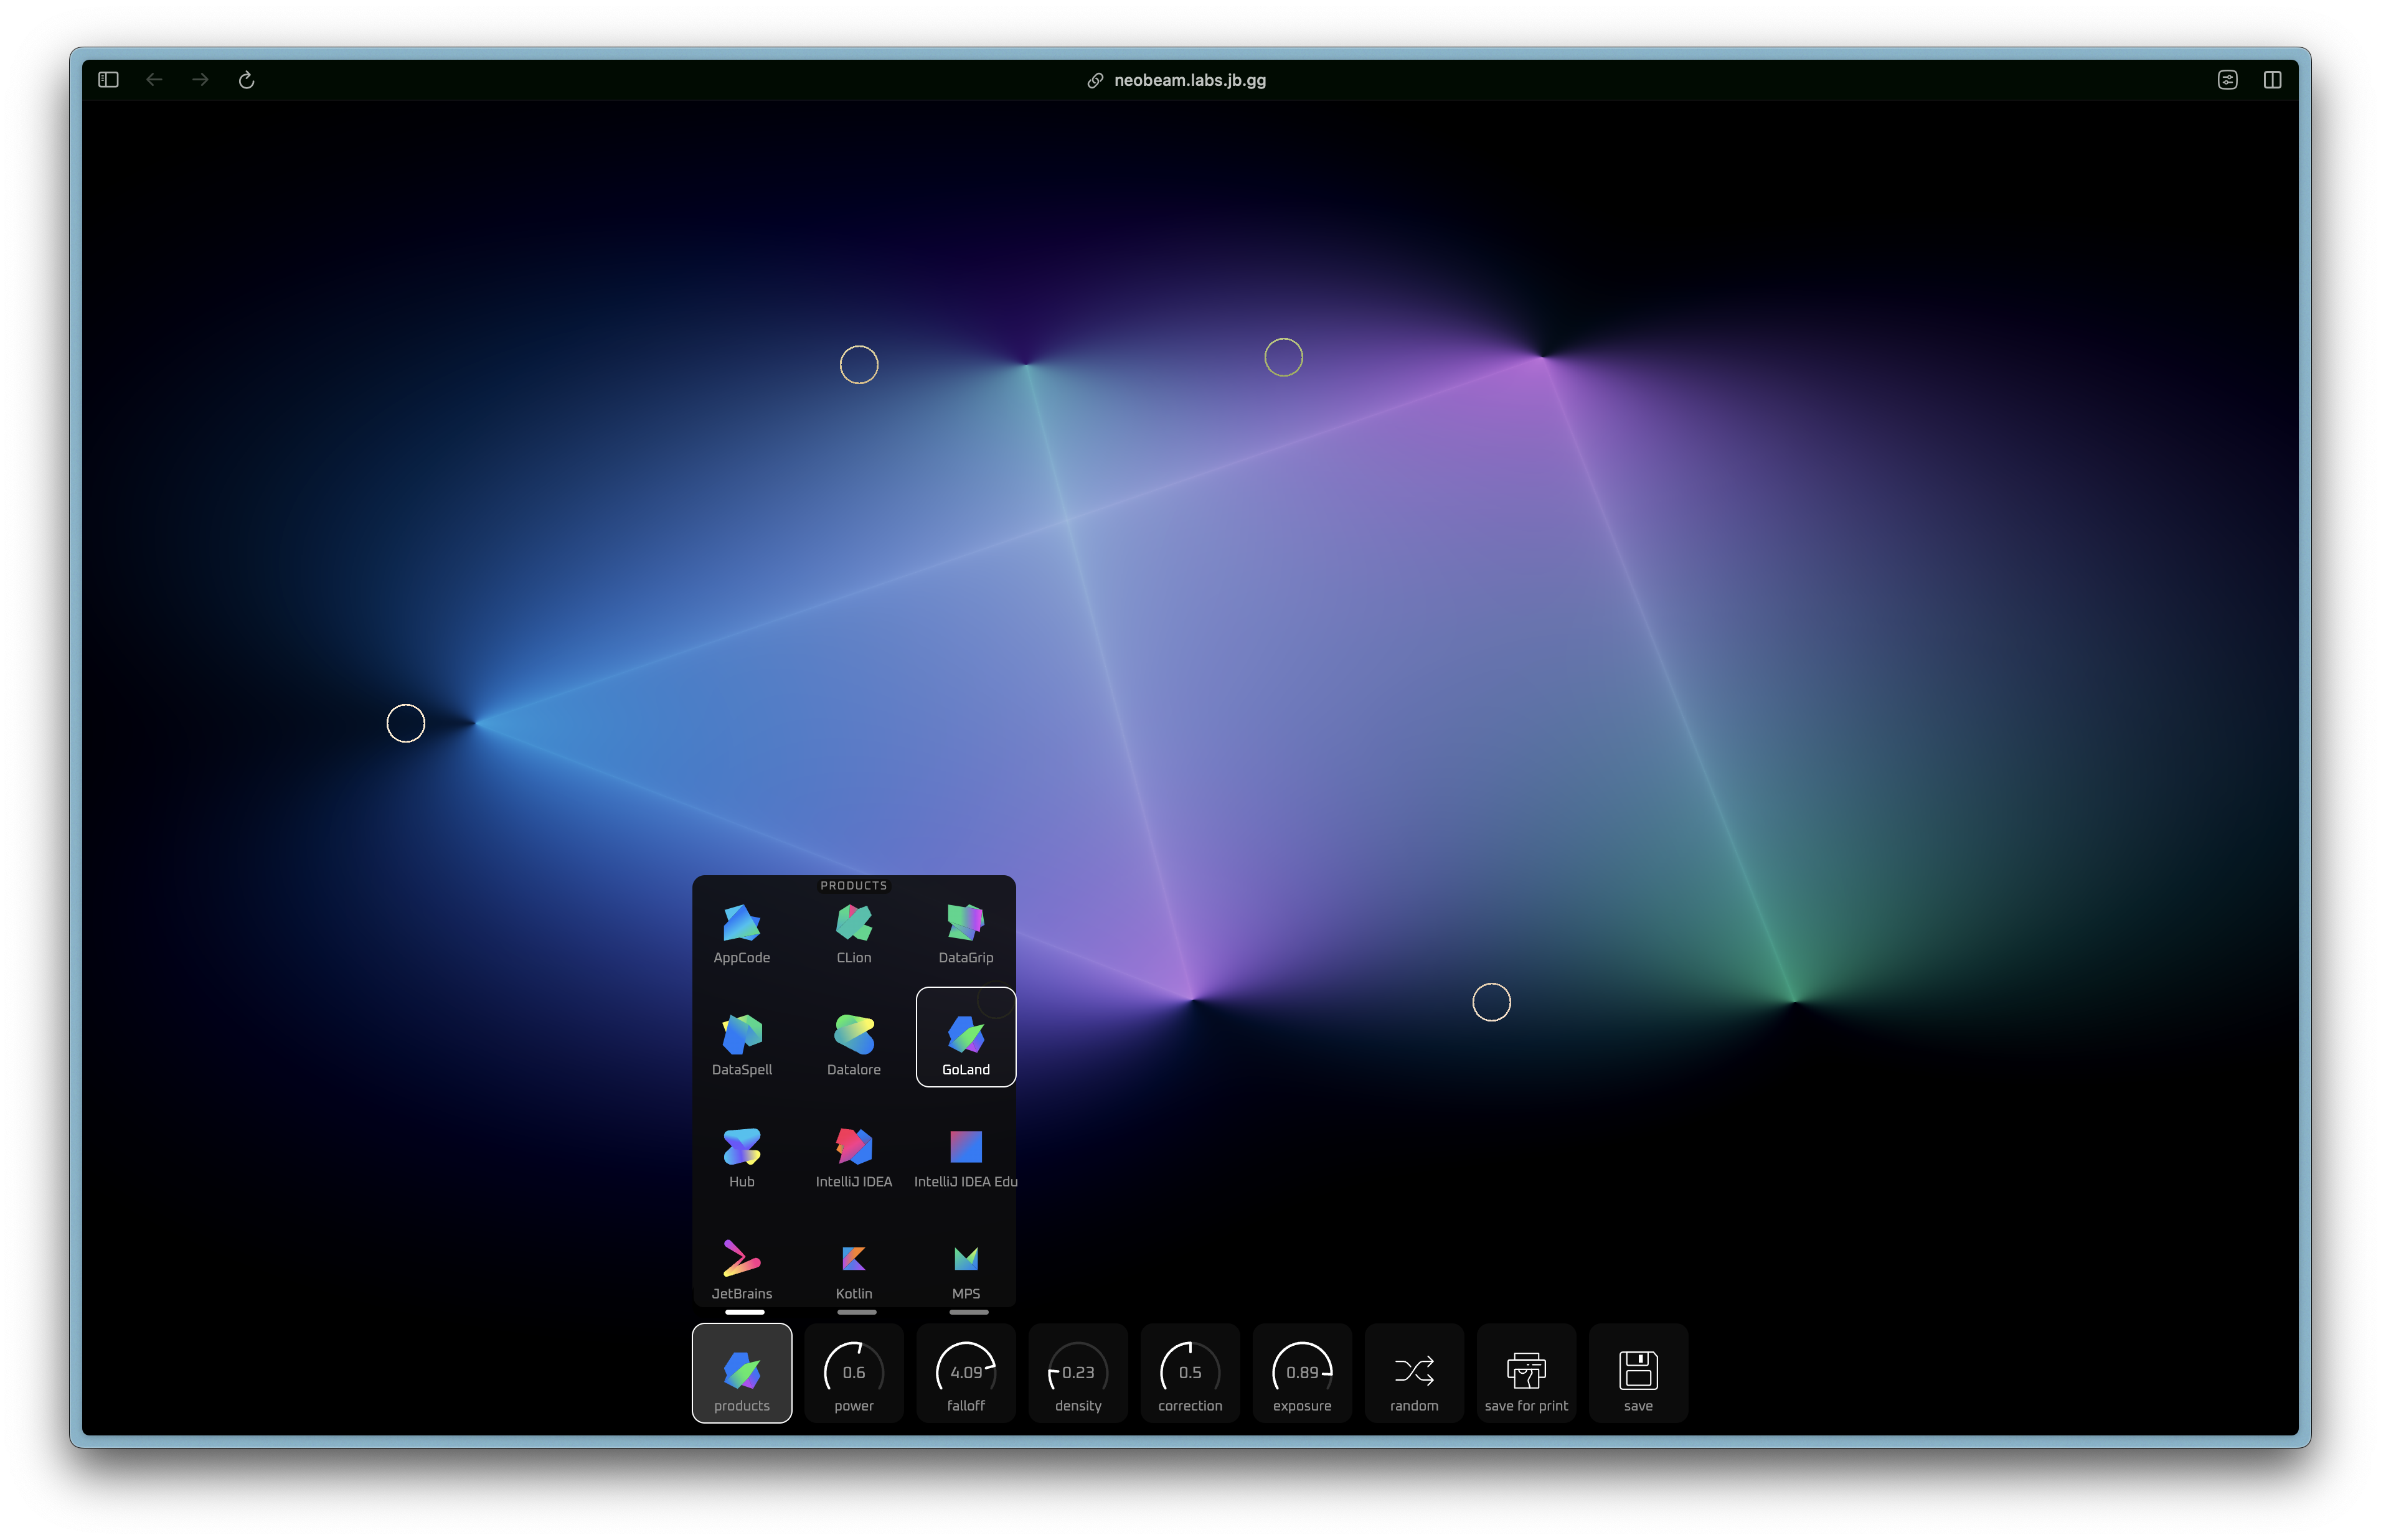 neobeam.labs.jb.gg
PRODUCTS
AppCode CLion DataGrip
DataSpell Datalore GoLand
Hub IntelliJ IDEA IntelliJ IDEA Edu
JetBrains Kotlin MPS
0.6 4.09 0.23 0.5 0.89
products power falloff density correction exposure random save for print save